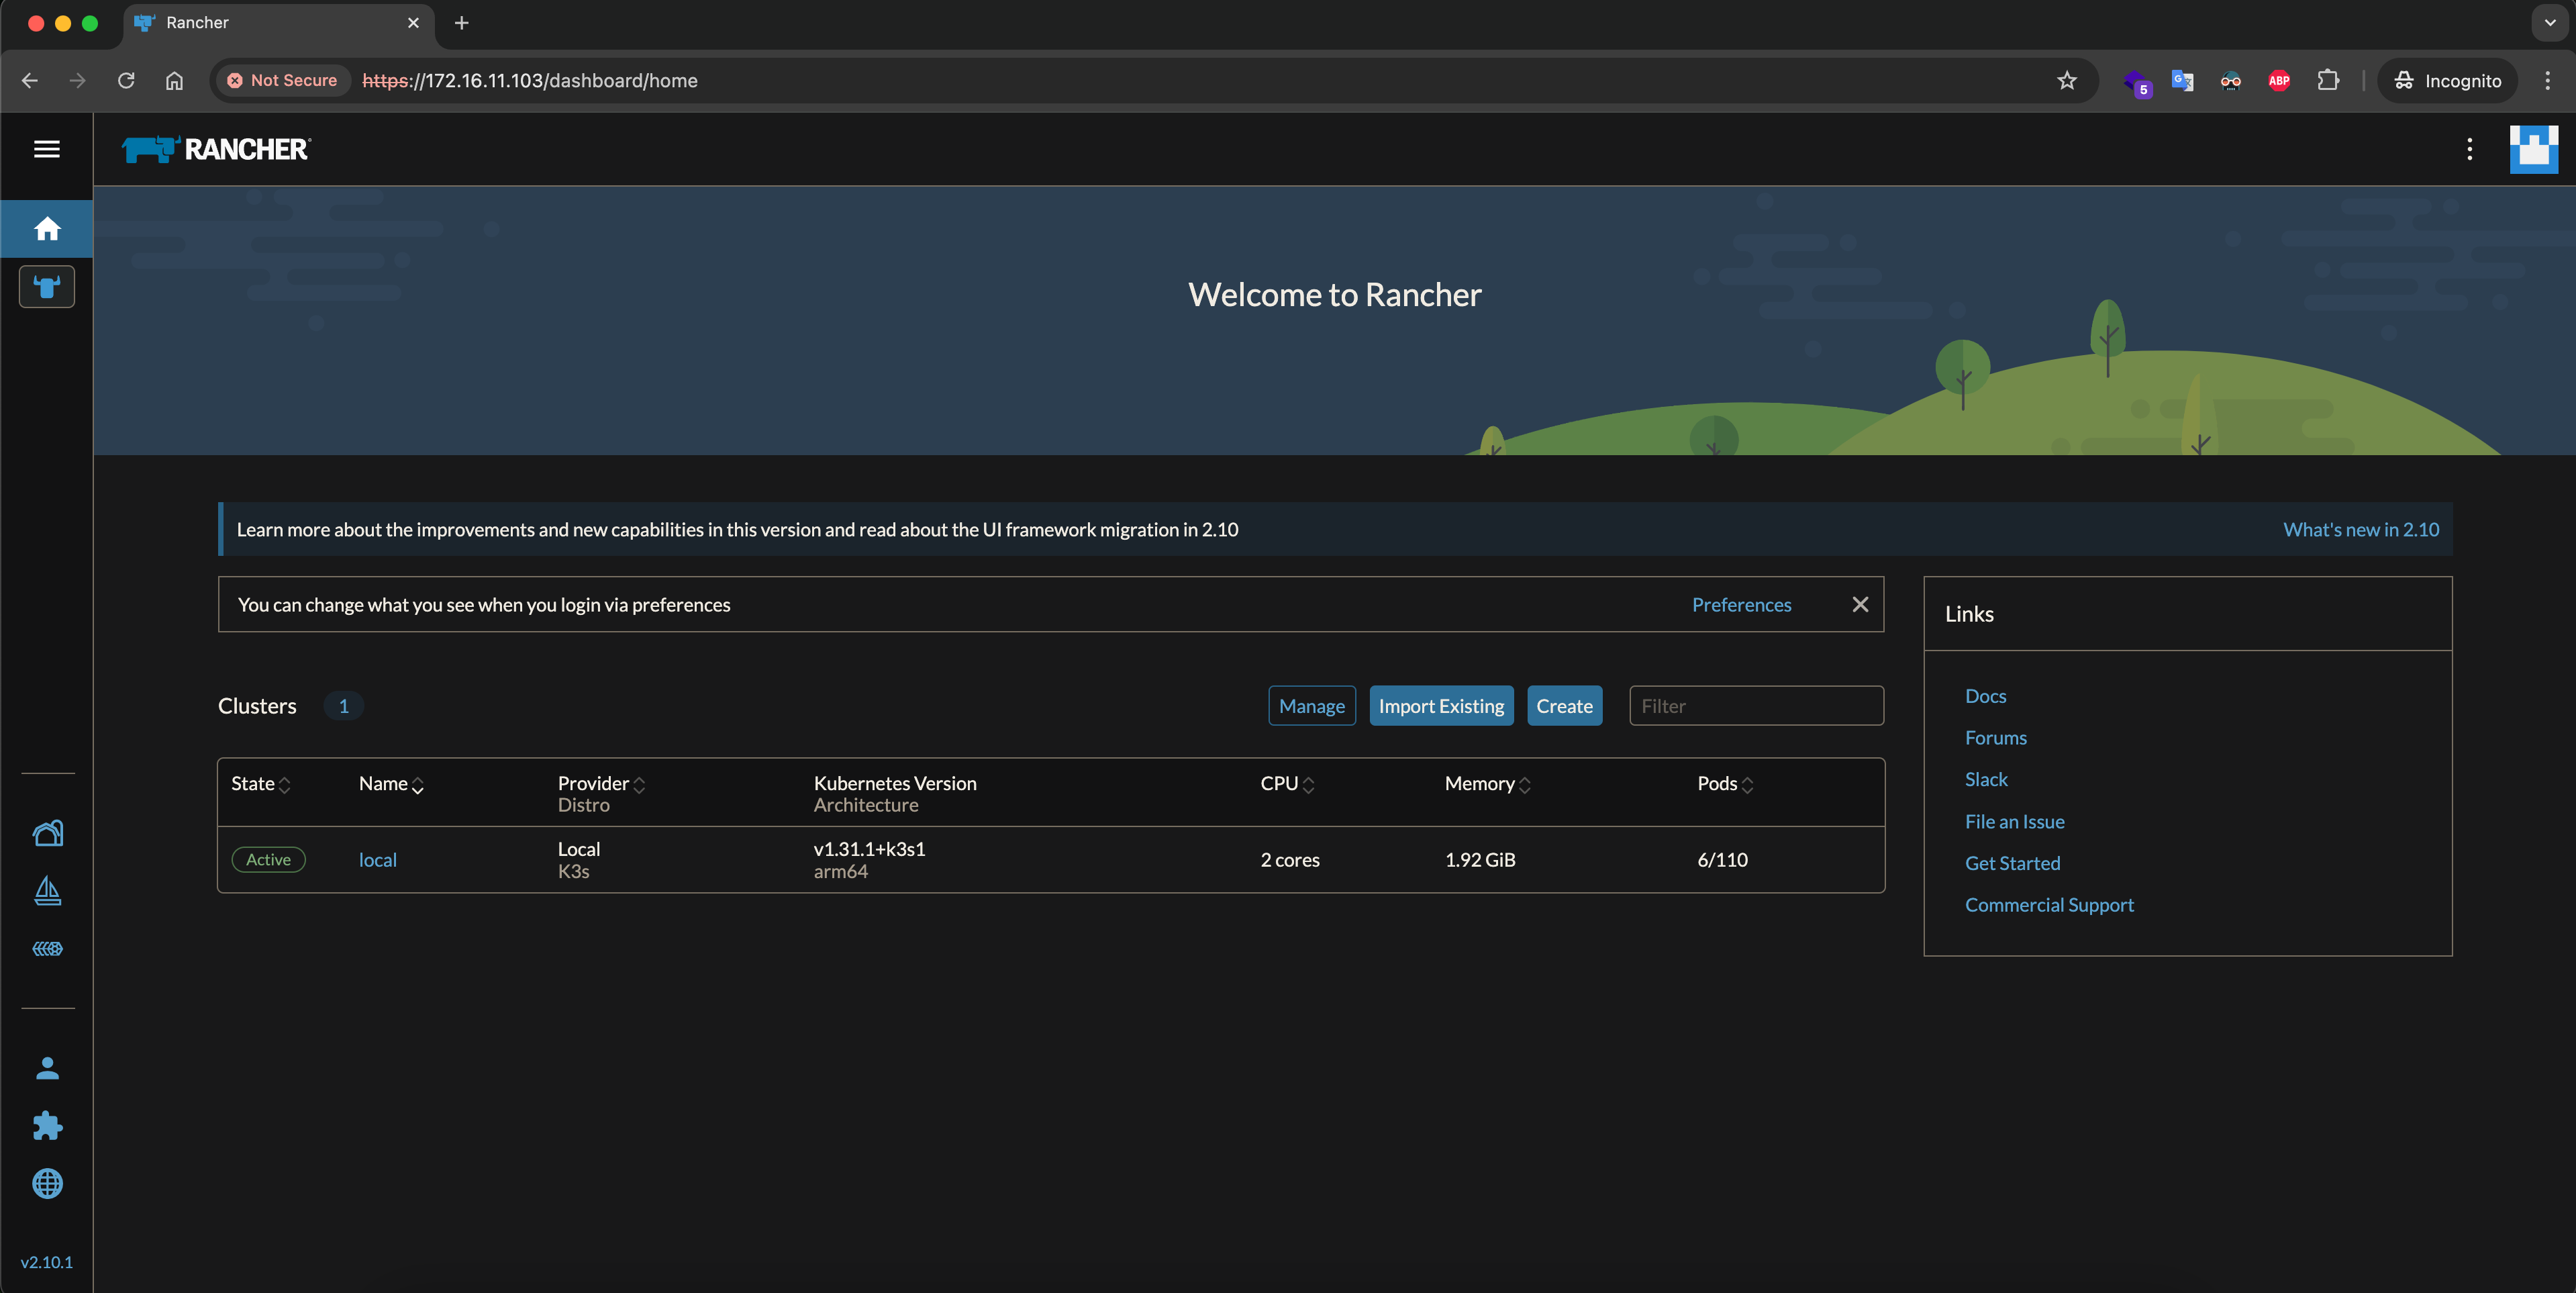 Rancher
Not Secure https://172.16.11.103/dashboard/home
5
G
ABP
Incognito
RANCHER
Welcome to Rancher
Learn more about the improvements and new capabilities in this version and read about the UI framework migration in 2.10 What's new in 2.10
You can change what you see when you login via preferences Preferences
Clusters 1 Manage Import Existing Create Filter
State Name Provider Kubernetes Version CPU Memory Pods
Distro Architecture
Active local Local v1.31.1+k3s1 2 cores 1.92 GiB 6/110
K3s arm64
Links
Docs
Forums
Slack
File an Issue
Get Started
Commercial Support
v2.10.1